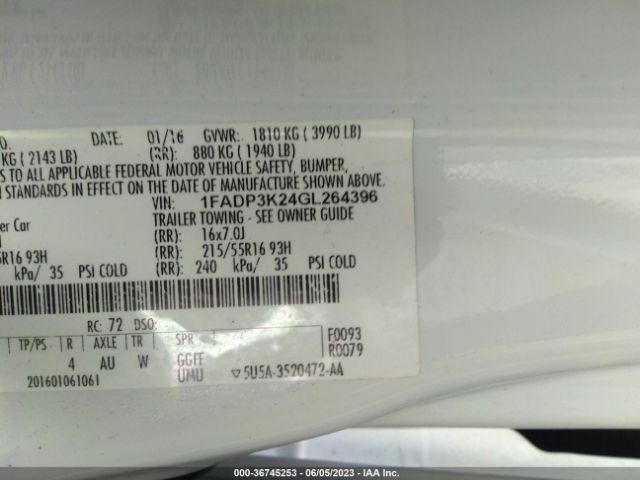 O. DATE: 01/16 GVWR: 1810 KG ( 3990 LB)
KG ( 2143 LB) (RR): 880 KG ( 1940 LB)
S TO ALL APPLICABLE FEDERAL MOTOR VEHICLE SAFETY, BUMPER,
N STANDARDS IN EFFECT ON THE DATE OF MANUFACTURE SHOWN ABOVE.
VIN: 1FADP3K24GL264396
er Car TRAILER TOWING - SEE OWNER GUIDE
(RR): 16x7.0J
5R16 93H (RR): 215/55R16 93H
kPa/ 35 PSI COLD (RR): 240 kPa/ 35 PSI COLD
RC: 72 DSO:
TP/PS R AXLE TR SPR F0093
4 AU W GGFF R0079
201601061061 UMU ▽5U5A-3520472-AA
000-36745253 — 06/05/2023 — IAA Inc.